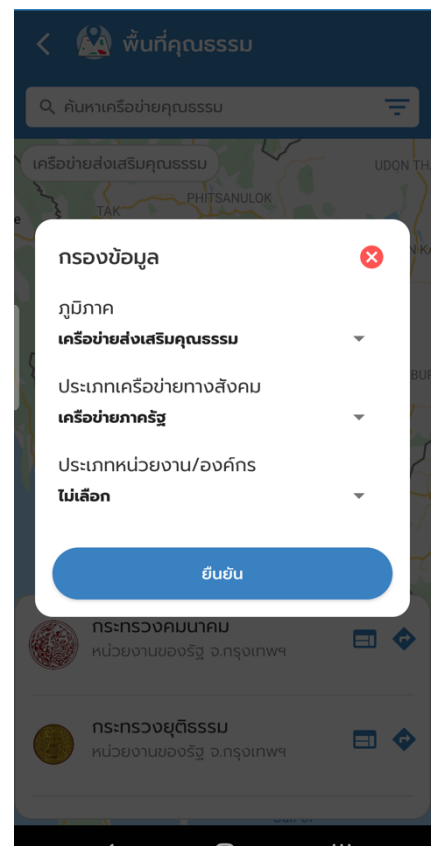 พื้นที่คุณธรรม
ค้นหาเครือข่ายคุณธรรม
เครือข่ายส่งเสริมคุณธรรม
UDON TH
PHITSANULOK
TAK
กรองข้อมูล
ภูมิภาค
เครือข่ายส่งเสริมคุณธรรม
ประเภทเครือข่ายทางสังคม
เครือข่ายภาครัฐ
BUR
ประเภทหน่วยงาน/องค์กร
ไม่เลือก
ยืนยัน
กระทรวงคมนาคม
หน่วยงานของรัฐ จ.กรุงเทพฯ
กระทรวงยุติธรรม
หน่วยงานของรัฐ จ.กรุงเทพฯ